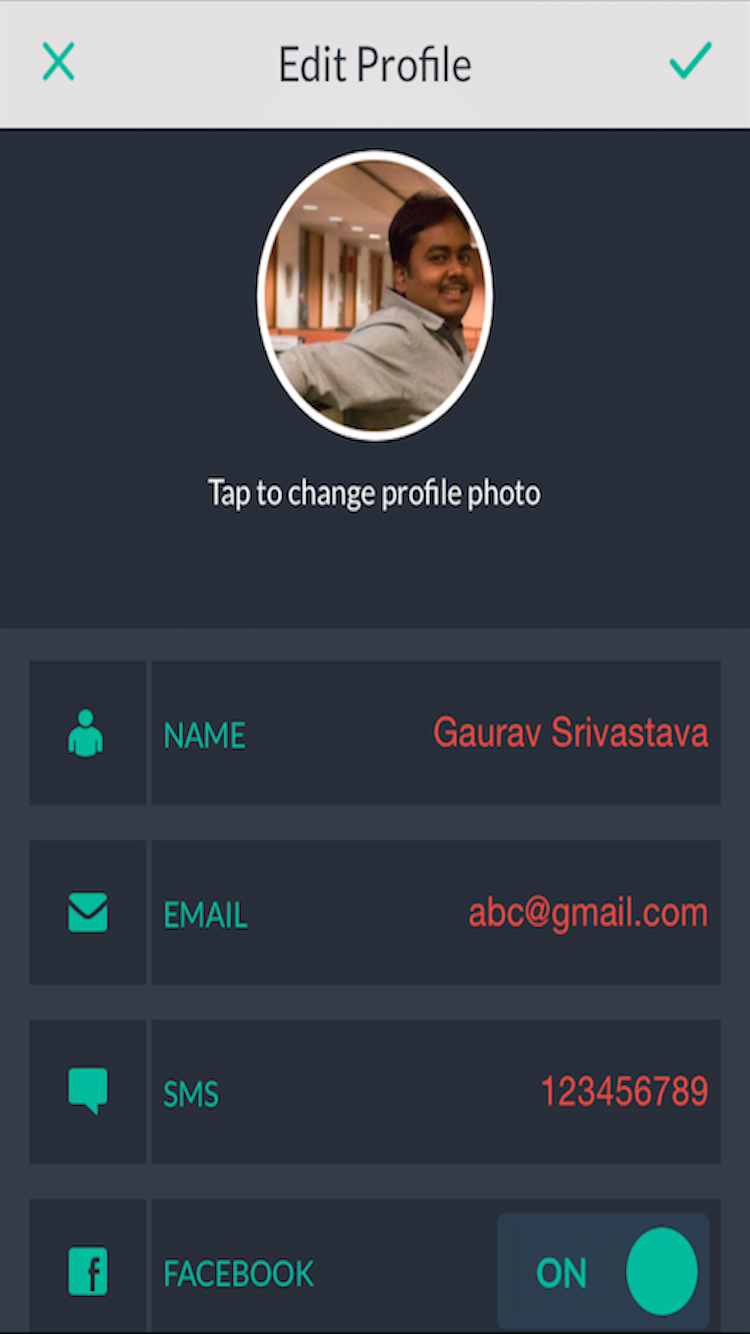 Edit Profile
Tap to change profile photo
NAME Gaurav Srivastava
EMAIL abc@gmail.com
SMS 123456789
FACEBOOK ON